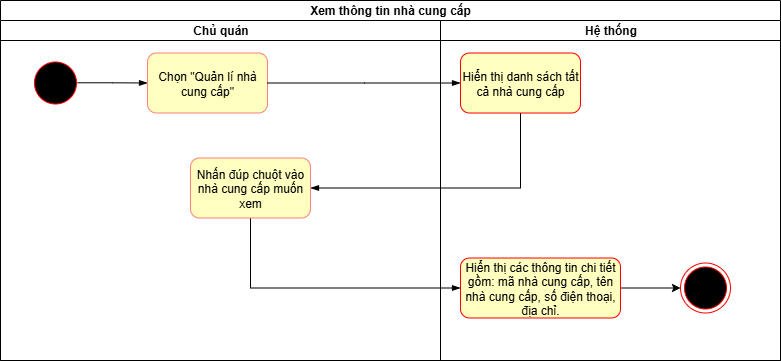 Xem thông tin nhà cung cấp
Chủ quán
Hệ thống
Chọn "Quản lí nhà
cung cấp"
Hiển thị danh sách tất
cả nhà cung cấp
Nhấn đúp chuột vào
nhà cung cấp muốn
xem
Hiển thị các thông tin chi tiết
gồm: mã nhà cung cấp, tên
nhà cung cấp, số điện thoại,
địa chỉ.